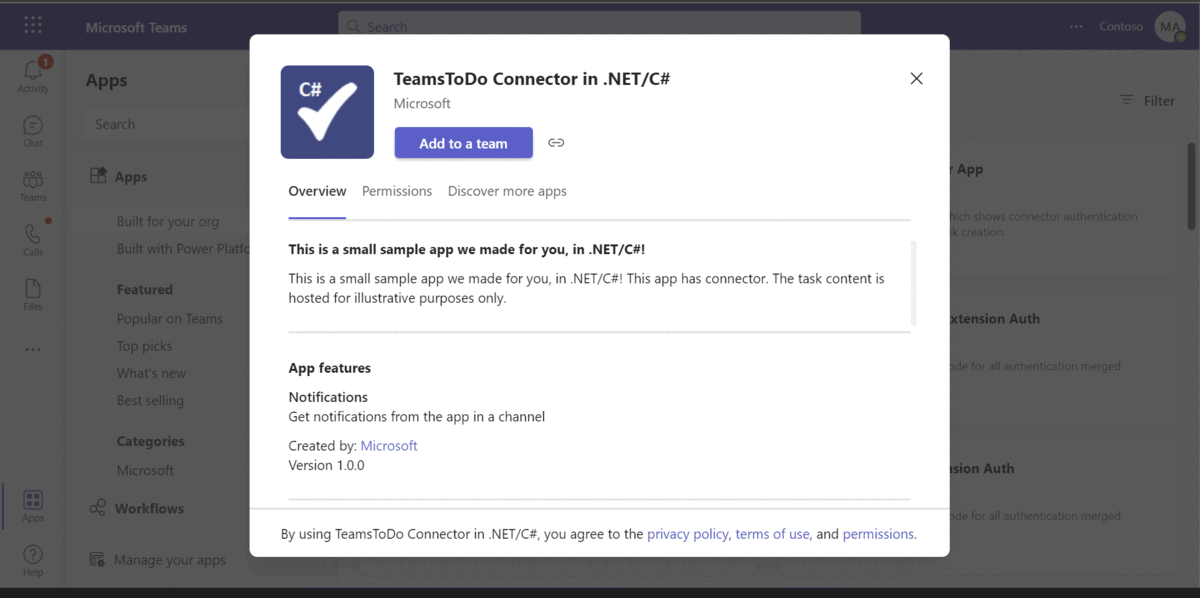 Microsoft Teams
Search
Contoso
MA
1
Activity
Chat
Teams
Calls
Files
Apps
Help
Apps
Search
Apps
Built for your org
Built with Power Platfo
Featured
Popular on Teams
Top picks
What's new
Best selling
Categories
Microsoft
Workflows
Manage your apps
C#
TeamsToDo Connector in .NET/C#
Microsoft
Add to a team
Overview Permissions Discover more apps
This is a small sample app we made for you, in .NET/C#!
This is a small sample app we made for you, in .NET/C#! This app has connector. The task content is
hosted for illustrative purposes only.
App features
Notifications
Get notifications from the app in a channel
Created by: Microsoft
Version 1.0.0
By using TeamsToDo Connector in .NET/C#, you agree to the privacy policy, terms of use, and permissions.
Filter
r App
hich shows connector authentication
sk creation.
xtension Auth
ode for all authentication merged
nsion Auth
ode for all authentication merged